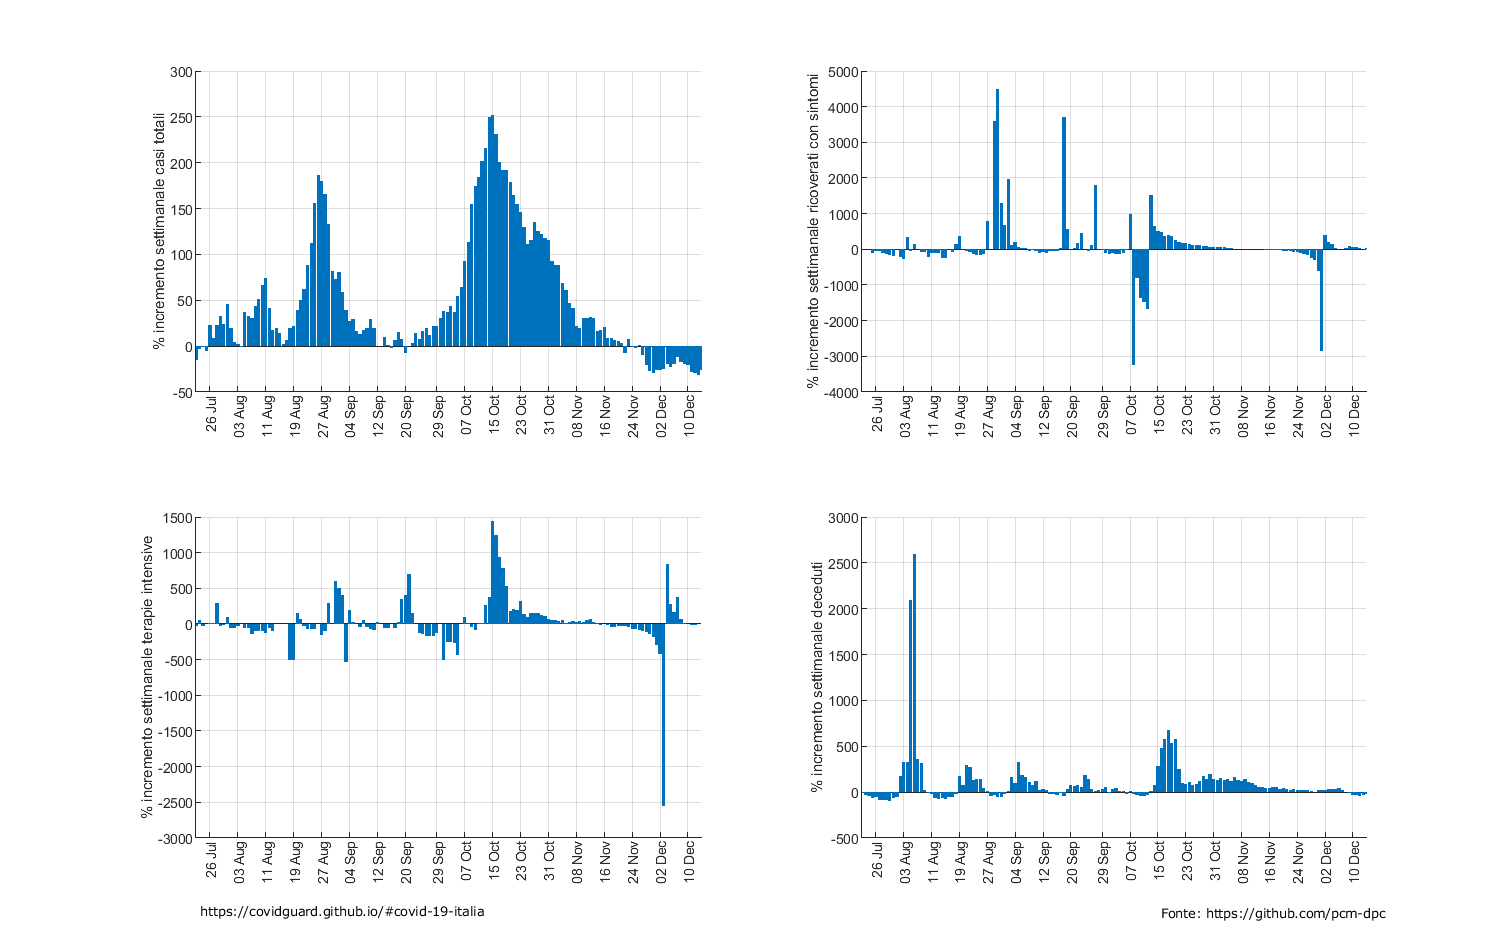 % incremento settimanale casi totali
300
250
200
150
100
50
0
-50
26 Jul
03 Aug
11 Aug
19 Aug
27 Aug
04 Sep
12 Sep
20 Sep
29 Sep
07 Oct
15 Oct
23 Oct
31 Oct
08 Nov
16 Nov
24 Nov
02 Dec
10 Dec
% incremento settimanale ricoverati con sintomi
5000
4000
3000
2000
1000
0
-1000
-2000
-3000
-4000
26 Jul
03 Aug
11 Aug
19 Aug
27 Aug
04 Sep
12 Sep
20 Sep
29 Sep
07 Oct
15 Oct
23 Oct
31 Oct
08 Nov
16 Nov
24 Nov
02 Dec
10 Dec
% incremento settimanale terapie intensive
1500
1000
500
0
-500
-1000
-1500
-2000
-2500
-3000
26 Jul
03 Aug
11 Aug
19 Aug
27 Aug
04 Sep
12 Sep
20 Sep
29 Sep
07 Oct
15 Oct
23 Oct
31 Oct
08 Nov
16 Nov
24 Nov
02 Dec
10 Dec
% incremento settimanale deceduti
3000
2500
2000
1500
1000
500
0
-500
26 Jul
03 Aug
11 Aug
19 Aug
27 Aug
04 Sep
12 Sep
20 Sep
29 Sep
07 Oct
15 Oct
23 Oct
31 Oct
08 Nov
16 Nov
24 Nov
02 Dec
10 Dec
https://covidguard.github.io/#covid-19-italia
Fonte: https://github.com/pcm-dpc